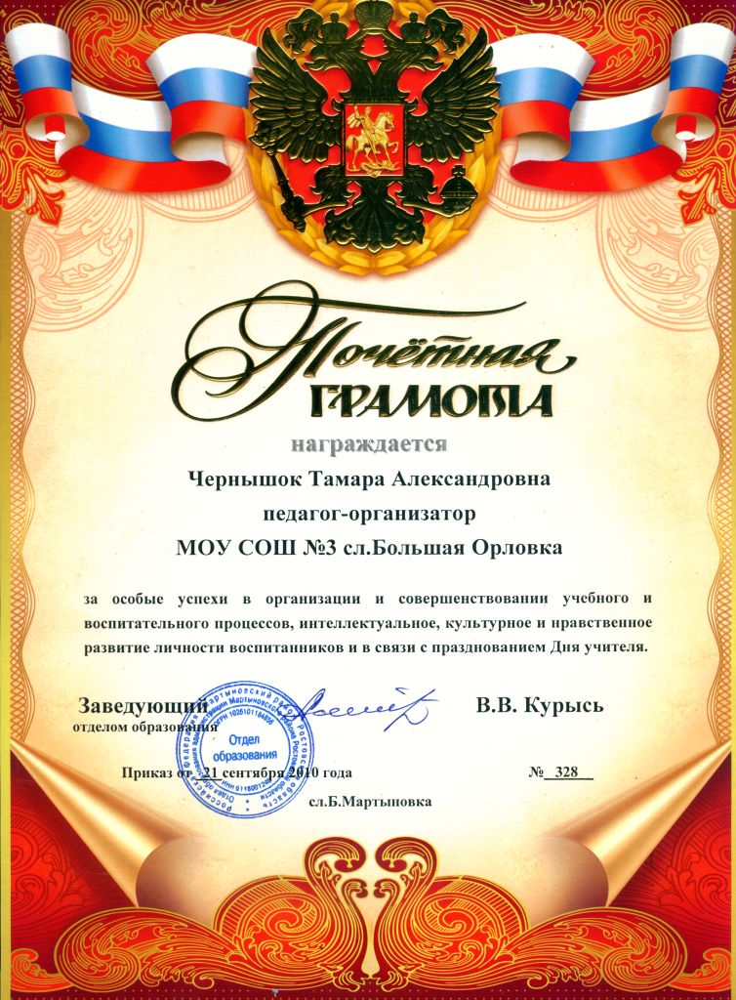 Почётная
ГРАМОТА
награждается
Чернышок Тамара Александровна
педагог-организатор
МОУ СОШ №3 сл.Большая Орловка
за особые успехи в организации и совершенствовании учебного и
воспитательного процессов, интеллектуальное, культурное и нравственное
развитие личности воспитанников и в связи с празднованием Дня учителя.
Заведующий В.В. Курысь
отделом образования
Отдел
образования
Приказ от 21 сентября 2010 года № 328
сл.Б.Мартыновка